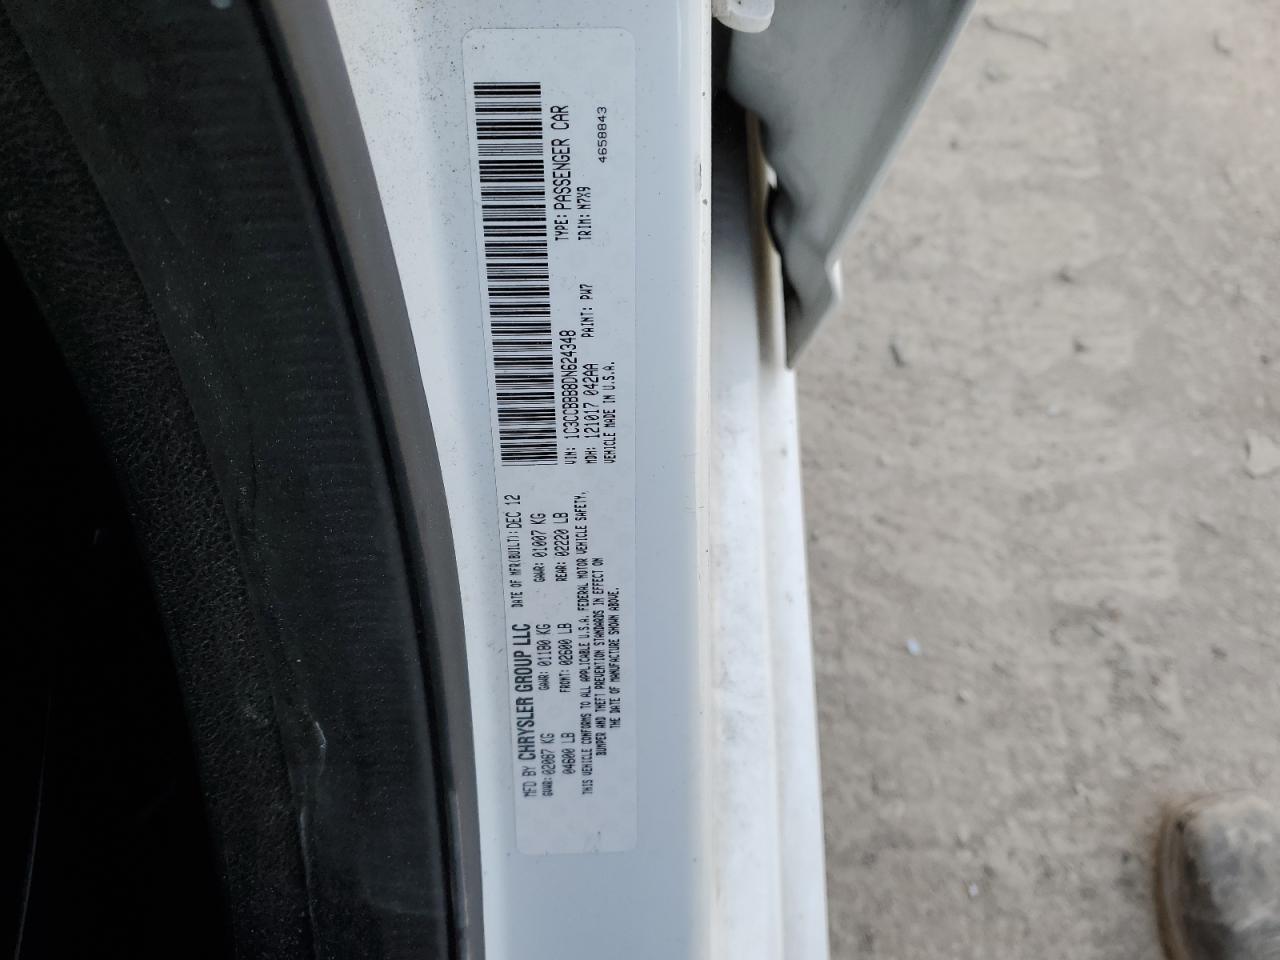 MFD BY CHRYSLER GROUP LLC DATE OF MFR(BUILT): DEC 12
GVWR: 02067 KG GAWR: 01180 KG GAWR: 01007 KG
04600 LB FRONT: 02600 LB REAR: 02220 LB
THIS VEHICLE CONFORMS TO ALL APPLICABLE U.S.A. FEDERAL MOTOR VEHICLE SAFETY,
BUMPER AND THEFT PREVENTION STANDARDS IN EFFECT ON
THE DATE OF MANUFACTURE SHOWN ABOVE.
VIN: 1C3CCBBB8DN624348 TYPE: PASSENGER CAR
MDH: 121017 042AA PAINT: PW7 TRIM: M7X9
VEHICLE MADE IN U.S.A. 4658843